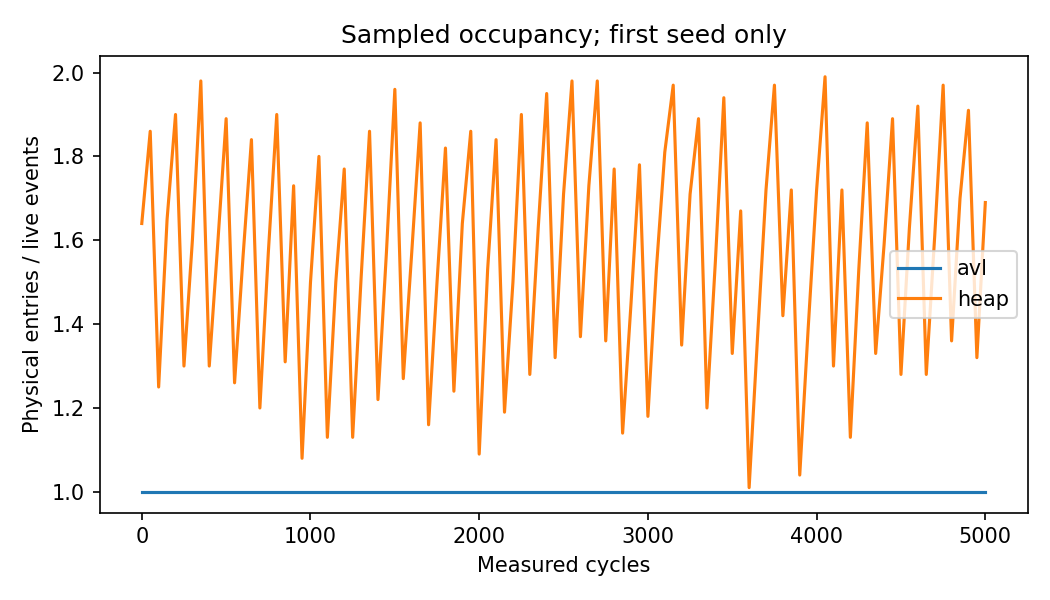 Sampled occupancy; first seed only
Physical entries / live events
2.0
1.8
1.6
1.4
1.2
1.0
avl
heap
0
1000
2000
3000
4000
5000
Measured cycles